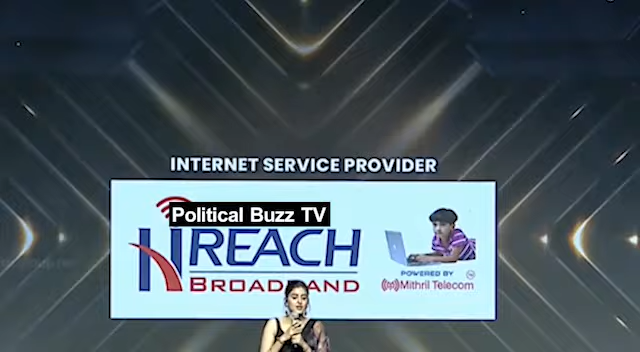 INTERNET SERVICE PROVIDER
Political Buzz TV
REACH
BROADBAND
POWERED BY
Mithril Telecom